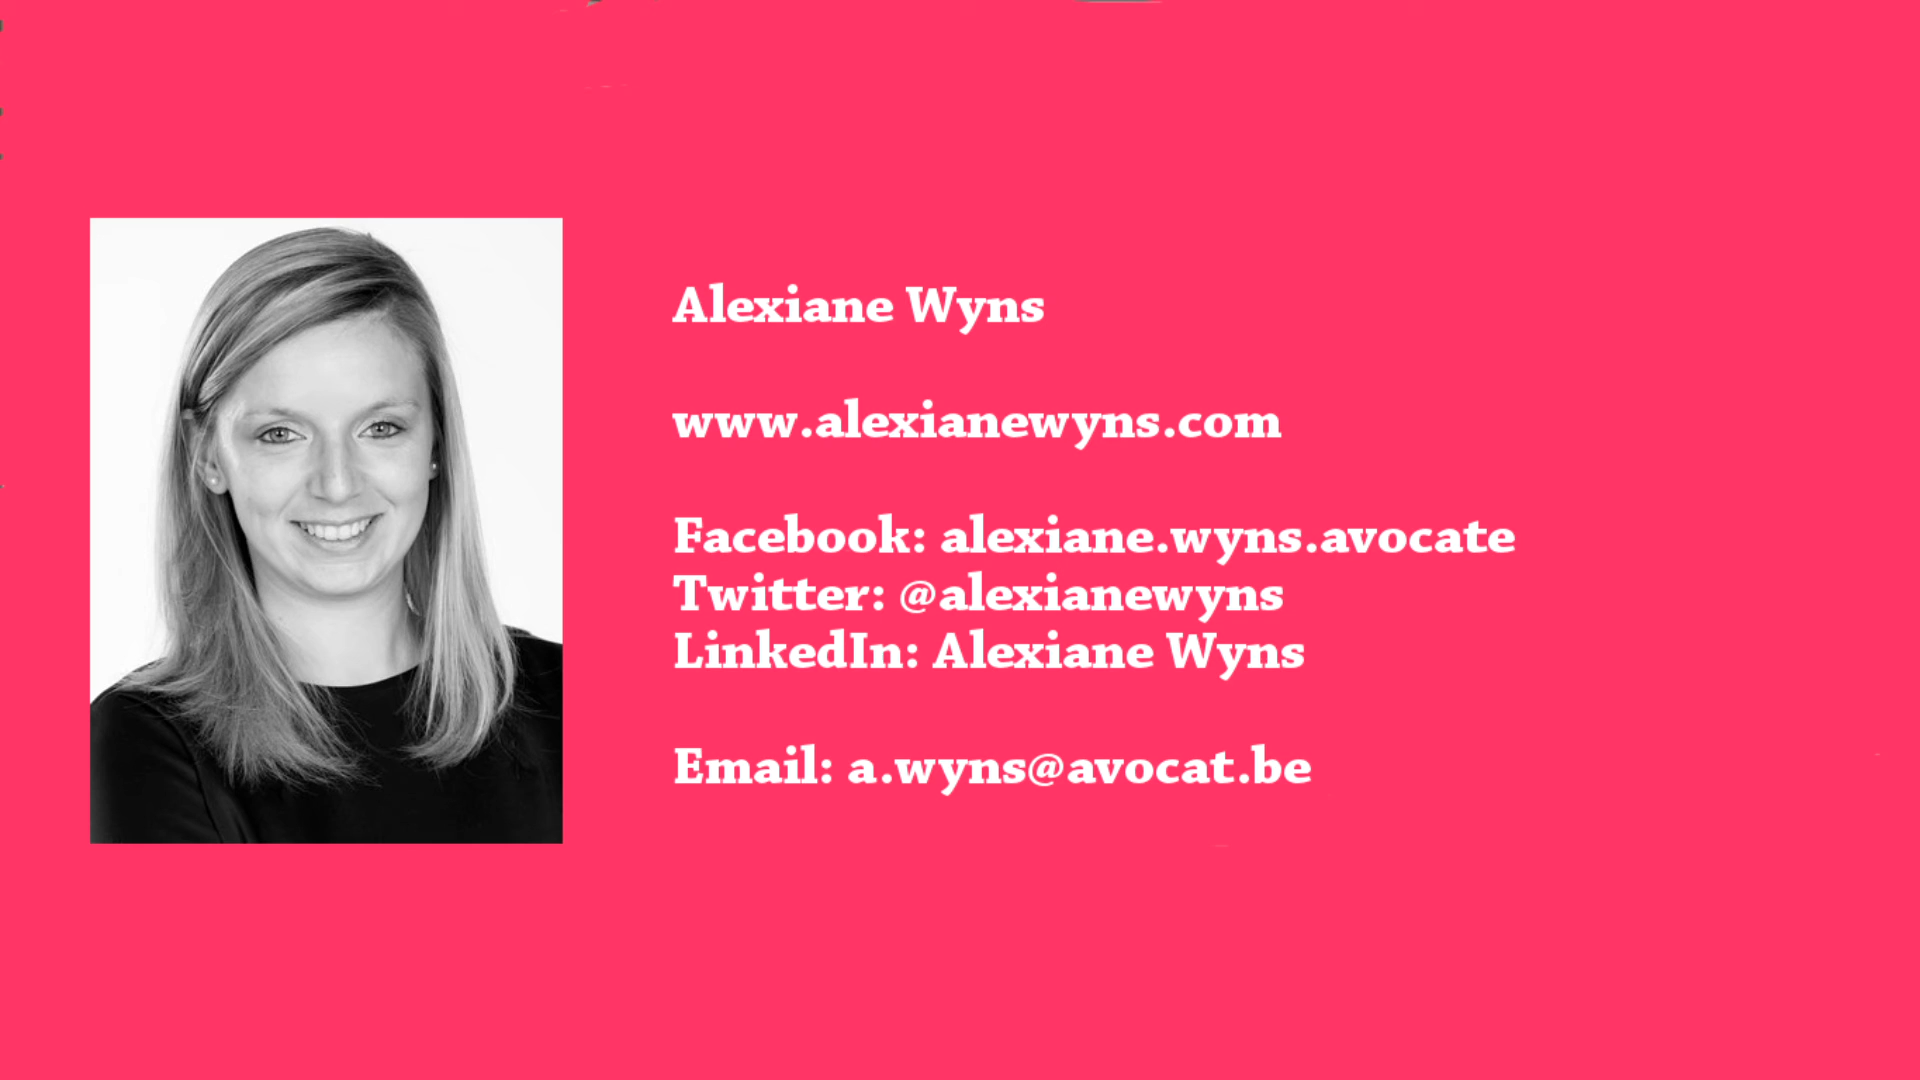 Alexiane Wyns
www.alexianewyns.com
Facebook: alexiane.wyns.avocate
Twitter: @alexianewyns
LinkedIn: Alexiane Wyns
Email: a.wyns@avocat.be